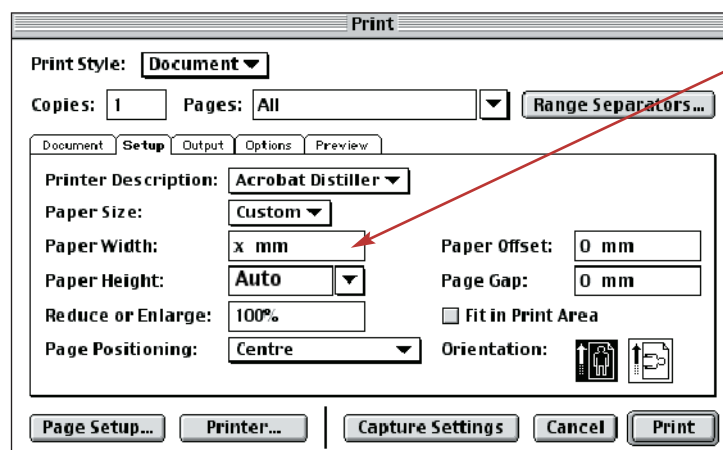 Print
Print Style: Document
Copies: 1 Pages: All Range Separators...
Document Setup Output Options Preview
Printer Description: Acrobat Distiller
Paper Size: Custom
Paper Width: x mm Paper Offset: 0 mm
Paper Height: Auto Page Gap: 0 mm
Reduce or Enlarge: 100% Fit in Print Area
Page Positioning: Centre Orientation:
Page Setup... Printer... Capture Settings Cancel Print